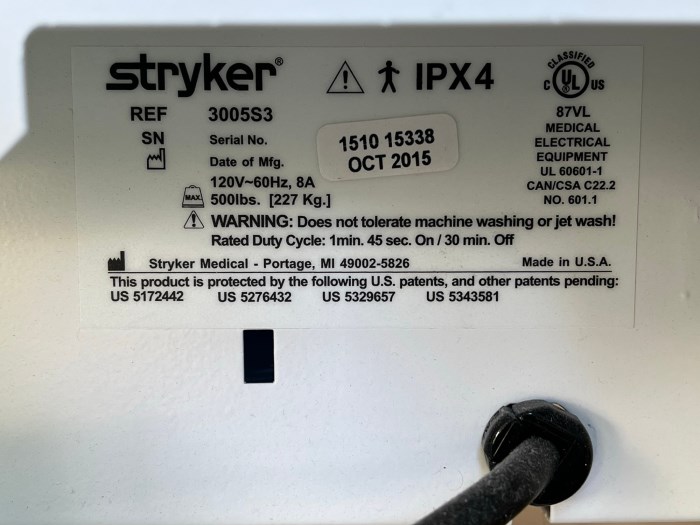 stryker®
IPX4
CLASSIFIED
C UL US
REF 3005S3
87VL
MEDICAL
ELECTRICAL
EQUIPMENT
UL 60601-1
CAN/CSA C22.2
NO. 601.1
SN Serial No. 1510 15338
Date of Mfg. OCT 2015
120V~60Hz, 8A
MAX 500lbs. [227 Kg.]
WARNING: Does not tolerate machine washing or jet wash!
Rated Duty Cycle: 1min. 45 sec. On / 30 min. Off
Stryker Medical - Portage, MI 49002-5826 Made in U.S.A.
This product is protected by the following U.S. patents, and other patents pending:
US 5172442 US 5276432 US 5329657 US 5343581